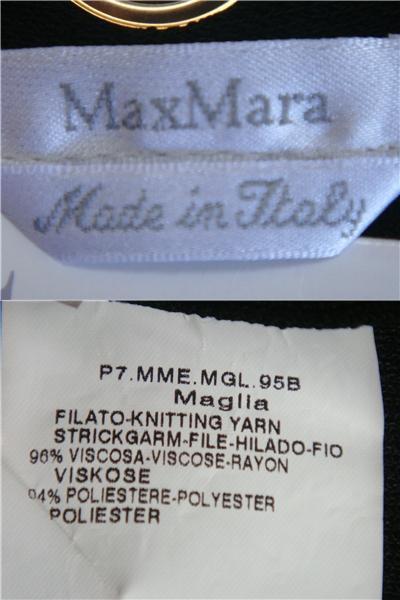 MaxMara
Made in Italy
P7.MME.MGL.95B
Maglia
FILATO-KNITTING YARN
STRICKGARM-FILE-HILADO-FIO
96% VISCOSA-VISCOSE-RAYON
VISKOSE
04% POLIESTERE-POLYESTER
POLIESTER